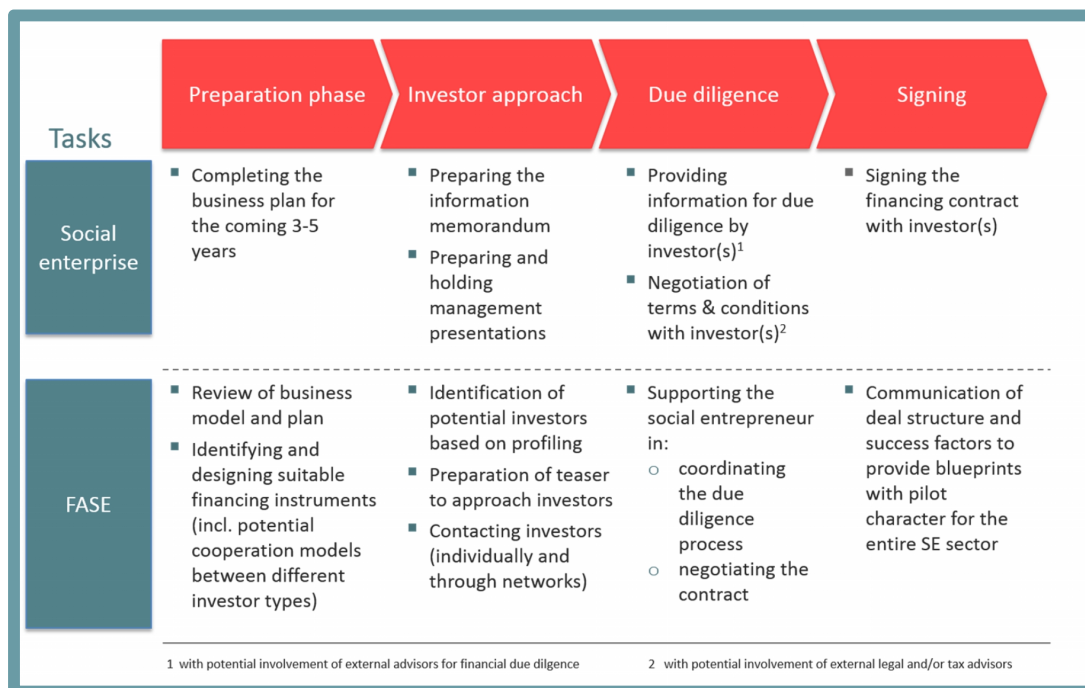 Preparation phase
Investor approach
Due diligence
Signing
Tasks
Social
enterprise
▪ Completing the
business plan for
the coming 3-5
years
▪ Preparing the
information
memorandum
▪ Preparing and
holding
management
presentations
▪ Providing
information for due
diligence by
investor(s)1
▪ Negotiation of
terms & conditions
with investor(s)2
▪ Signing the
financing contract
with investor(s)
FASE
▪ Review of business
model and plan
▪ Identifying and
designing suitable
financing instruments
(incl. potential
cooperation models
between different
investor types)
▪ Identification of
potential investors
based on profiling
▪ Preparation of teaser
to approach investors
▪ Contacting investors
(individually and
through networks)
▪ Supporting the
social entrepreneur
in:
o coordinating
the due
diligence
process
o negotiating the
contract
▪ Communication of
deal structure and
success factors to
provide blueprints
with pilot
character for the
entire SE sector
1 with potential involvement of external advisors for financial due dilgence
2 with potential involvement of external legal and/or tax advisors